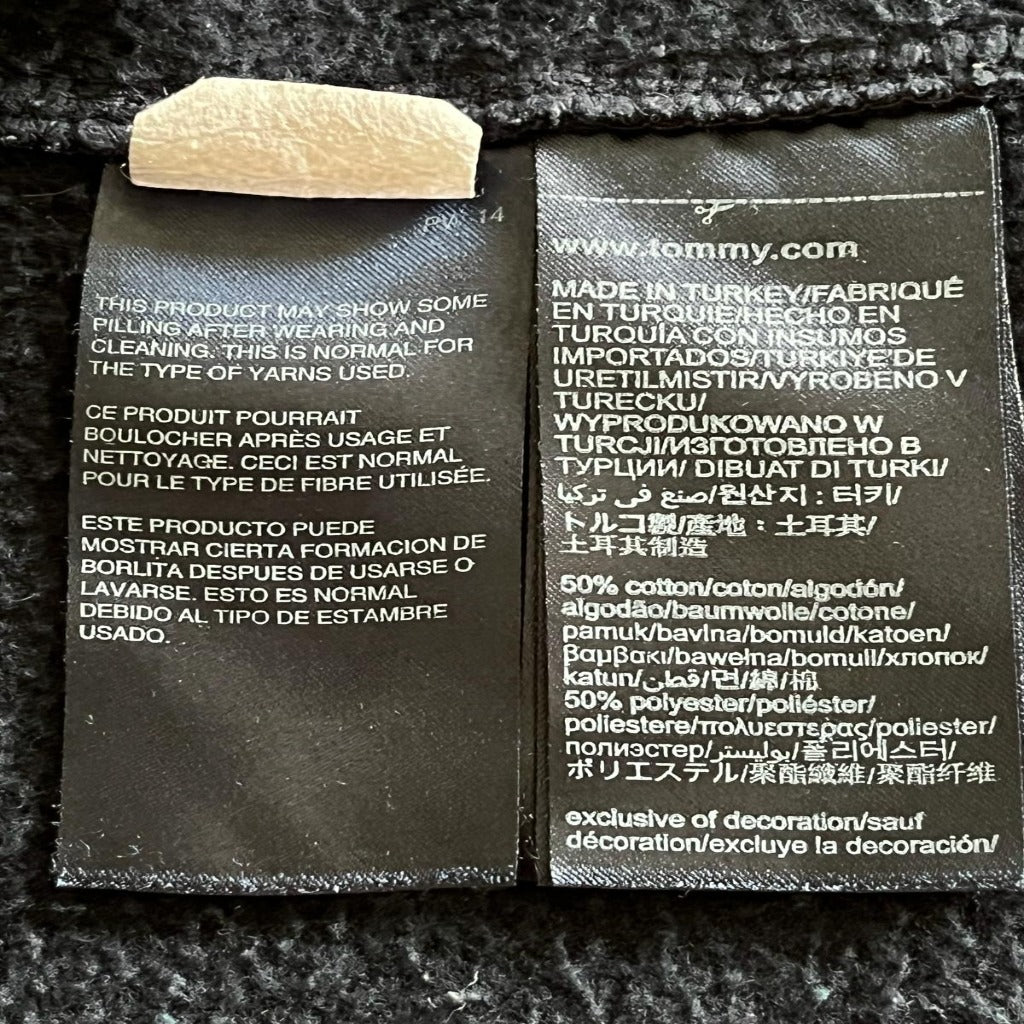 14
THIS PRODUCT MAY SHOW SOME
PILLING AFTER WEARING AND
CLEANING. THIS IS NORMAL FOR
THE TYPE OF YARNS USED.
CE PRODUIT POURRAIT
BOULOCHER APRÈS USAGE ET
NETTOYAGE. CECI EST NORMAL
POUR LE TYPE DE FIBRE UTILISÉE.
ESTE PRODUCTO PUEDE
MOSTRAR CIERTA FORMACION DE
BORLITA DESPUES DE USARSE O
LAVARSE. ESTO ES NORMAL
DEBIDO AL TIPO DE ESTAMBRE
USADO.
www.tommy.com
MADE IN TURKEY/FABRIQUÉ
EN TURQUIE/HECHO EN
TURQUÍA CON INSUMOS
IMPORTADOS/TURKIYE'DE
URETILMISTIR/VYROBENO V
TURECKU/
WYPRODUKOWANO W
TURCJI/ИЗГОТОВЛЕНО В
ТУРЦИИ/ DIBUAT DI TURKI/
صنع في تركيا/원산지 : 터키/
トルコ製/產地：土耳其/
土耳其制造
50% cotton/coton/algodón/
algodão/baumwolle/cotone/
pamuk/bavlna/bomuld/katoen/
βαμβακι/bawełna/bomull/хлопок/
katun/قطن/면/綿/棉
50% polyester/poliéster/
poliestere/πολυεστερας/poliester/
полиэстер/بوليستر/폴리에스터/
ポリエステル/聚酯纖維/聚酯纤维
exclusive of decoration/sauf
décoration/excluye la decoración/